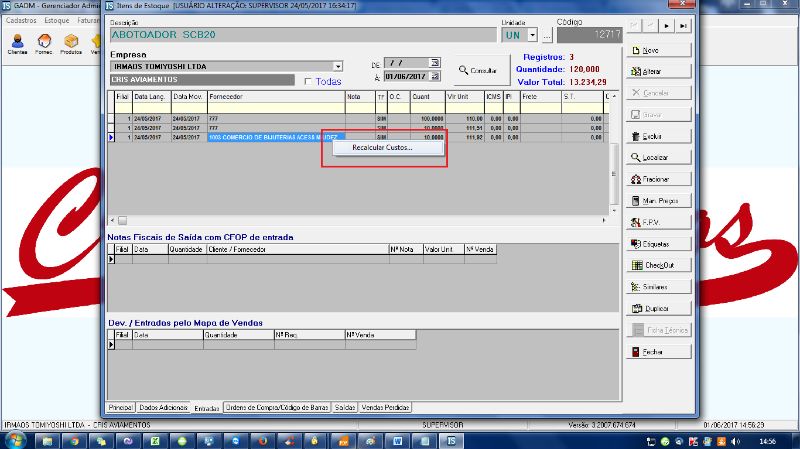 GADM - Gerenciador Admi
Itens de Estoque [USUÁRIO ALTERAÇÃO: SUPERVISOR 24/05/2017 16:34:17]
Cadastros Estoque Fatura
Clientes Fornec. Produtos
Descrição Unidade Código
ABOTOADOR SCB20 UN ... 12717
Empresa
IRMAOS TOMIYOSHI LTDA
CRIS AVIAMENTOS
Todas
DE: / /
À: 01/06/2017
Consultar
Registros: 3
Quantidade: 120,000
Valor Total: 13.234,29
Filial Data Lanç. Data Mov. Fornecedor Nota TF O.C. Quant Vlr Unit ICMS IPI Frete S.T.
1 24/05/2017 24/05/2017 777 SIM 100,0000 110,00 0,00 0,00 0,00
1 24/05/2017 24/05/2017 777 SIM 10,0000 111,51 0,00 0,00 0,00
1 24/05/2017 24/05/2017 1003 COMERCIO DE BIJUTERIAS ACESS MIUDEZ SIM 10,0000 111,92 0,00 0,00 0,00
Recalcular Custos...
Notas Fiscais de Saída com CFOP de entrada
Filial Data Quantidade Cliente / Fornecedor Nº Nota Valor Unit. Nº Venda
Dev. / Entradas pelo Mapa de Vendas
Filial Data Quantidade Nº Req. Nº Venda
Principal Dados Adicionais Entradas Ordens de Compra/Código de Barras Saídas Vendas Perdidas
Novo
Alterar
Cancelar
Gravar
Excluir
Localizar
Fracionar
Man. Preços
F.P.V.
Etiquetas
CheckOut
Similares
Duplicar
Ficha Técnica
Fechar
IRMAOS TOMIYOSHI LTDA - CRIS AVIAMENTOS SUPERVISOR Versão: 3.2007.674.674 01/06/2017 14:56:29
14:56